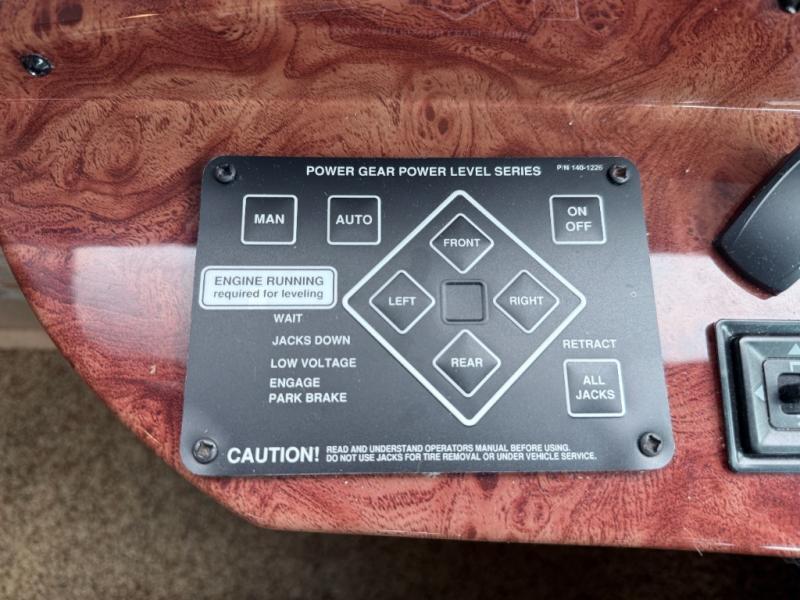 POWER GEAR POWER LEVEL SERIES
P/N 140-1226
MAN
AUTO
ON
OFF
FRONT
LEFT
RIGHT
REAR
ENGINE RUNNING
required for leveling
WAIT
JACKS DOWN
LOW VOLTAGE
ENGAGE
PARK BRAKE
RETRACT
ALL
JACKS
CAUTION!
READ AND UNDERSTAND OPERATORS MANUAL BEFORE USING.
DO NOT USE JACKS FOR TIRE REMOVAL OR UNDER VEHICLE SERVICE.